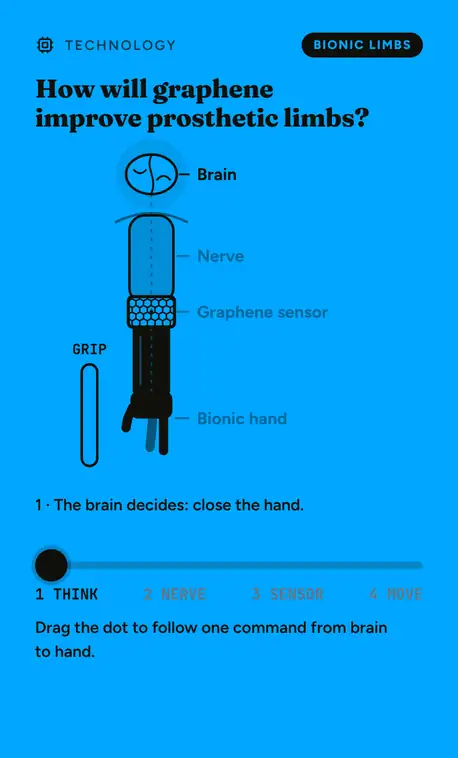 TECHNOLOGY
BIONIC LIMBS
How will graphene
improve prosthetic limbs?
Brain
Nerve
Graphene sensor
GRIP
Bionic hand
1 · The brain decides: close the hand.
1 THINK
2 NERVE
3 SENSOR
4 MOVE
Drag the dot to follow one command from brain
to hand.